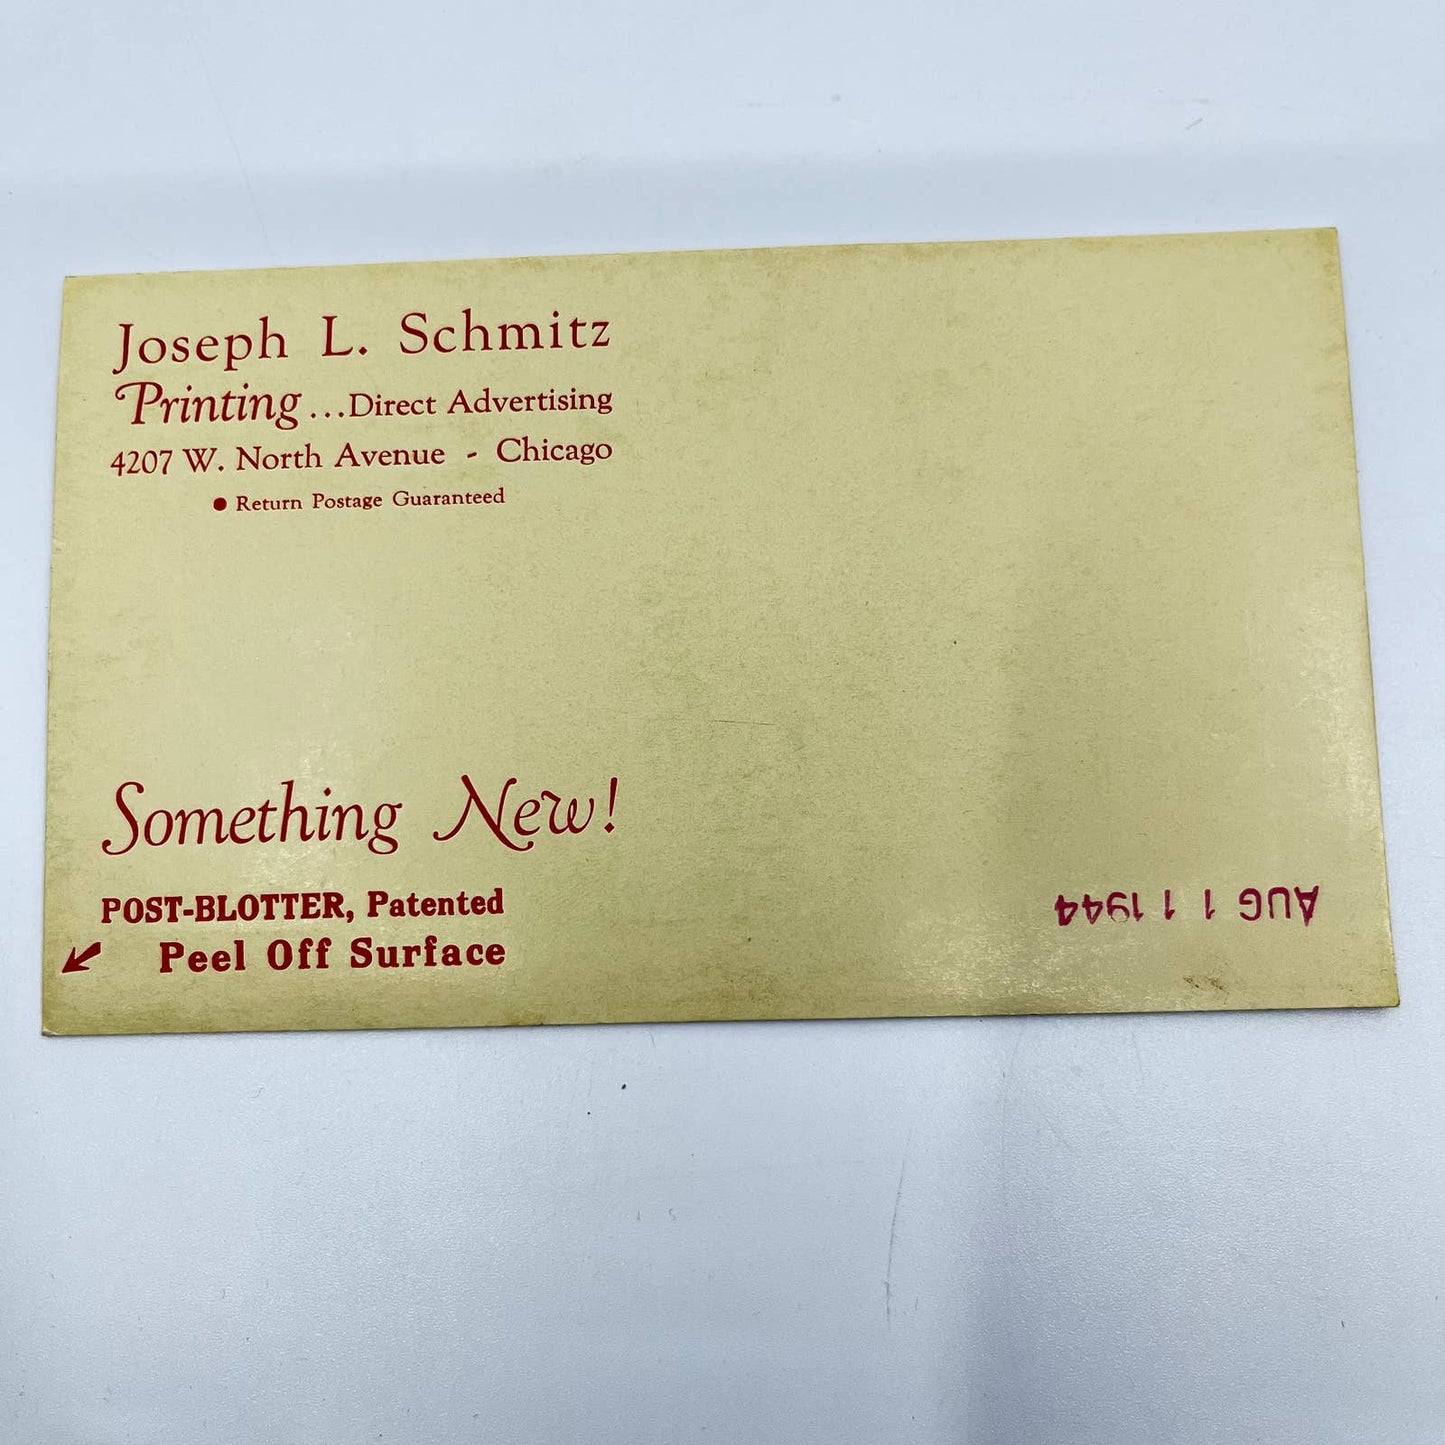 Joseph L. Schmitz
Printing...Direct Advertising
4207 W. North Avenue - Chicago
● Return Postage Guaranteed
Something New!
POST-BLOTTER, Patented
Peel Off Surface
AUG 1 1 1944